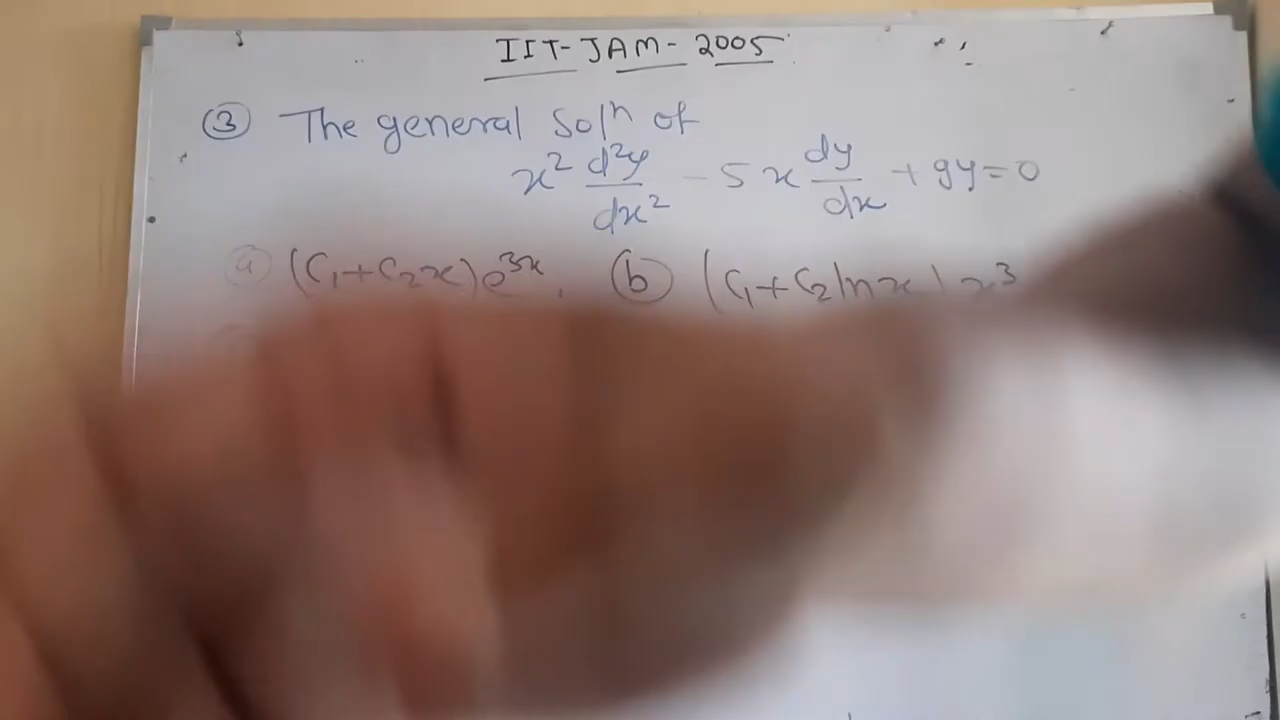 IIT-JAM-2005
③ The general Solⁿ of
x² d²y/dx² - 5x dy/dx + 9y = 0
ⓐ (C₁+C₂x)e³ˣ. ⓑ (C₁+C₂lnx)x³